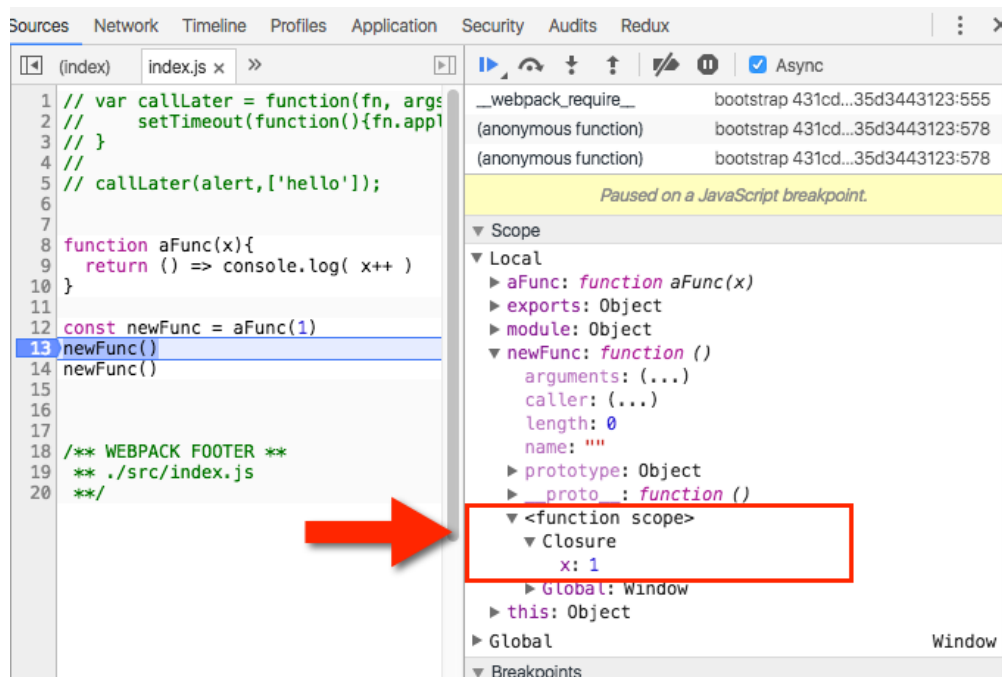 Sources Network Timeline Profiles Application Security Audits Redux
(index) index.js × »
Async
1 // var callLater = function(fn, args
2 //     setTimeout(function(){fn.appl
3 // }
4 //
5 // callLater(alert,['hello']);
6
7
8 function aFunc(x){
9   return () => console.log( x++ )
10 }
11
12 const newFunc = aFunc(1)
13 newFunc()
14 newFunc()
15
16
17
18 /** WEBPACK FOOTER **
19  ** ./src/index.js
20  **/
__webpack_require__ bootstrap 431cd...35d3443123:555
(anonymous function) bootstrap 431cd...35d3443123:578
(anonymous function) bootstrap 431cd...35d3443123:578
Paused on a JavaScript breakpoint.
▼ Scope
▼ Local
▶ aFunc: function aFunc(x)
▶ exports: Object
▶ module: Object
▼ newFunc: function ()
arguments: (...)
caller: (...)
length: 0
name: ""
▶ prototype: Object
▶ __proto__: function ()
▼ <function scope>
▼ Closure
x: 1
▶ Global: Window
▶ this: Object
▶ Global Window
▼ Breakpoints